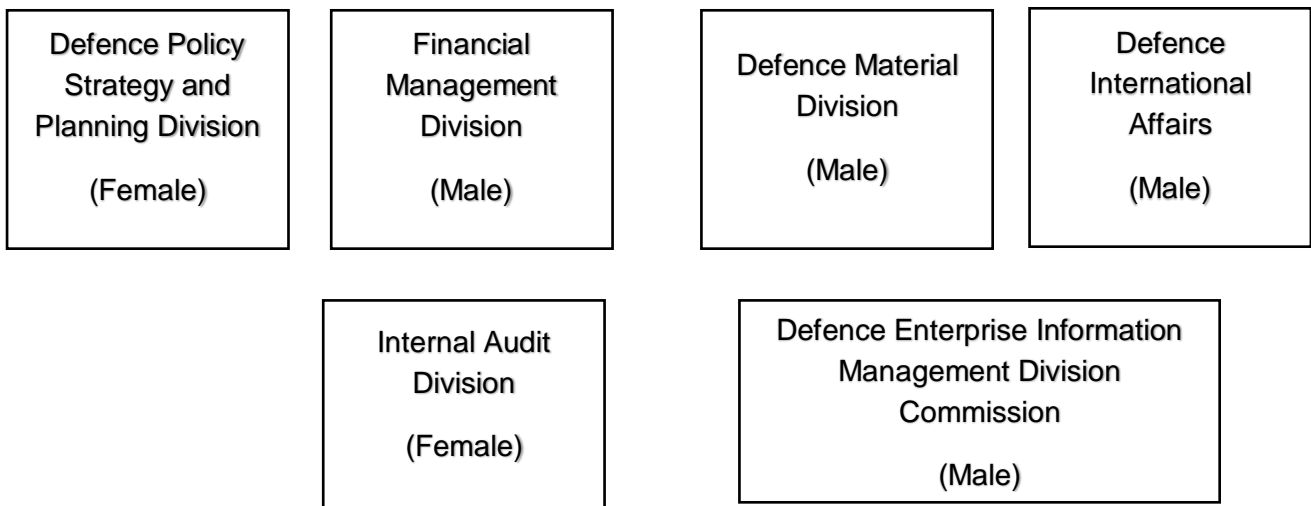 Defence Policy
Strategy and
Planning Division
(Female)
Financial
Management
Division
(Male)
Defence Material
Division
(Male)
Defence
International
Affairs
(Male)
Internal Audit
Division
(Female)
Defence Enterprise Information
Management Division
Commission
(Male)